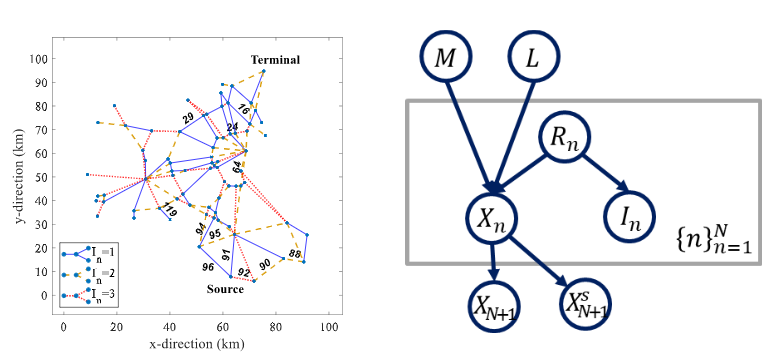 Terminal
100
90
80
70
60
50
40
30
20
10
0
y-direction (km)
29
16
24
64
119
94
95
91
96
92
90
88
Source
I_n =1
I_n =2
I_n =3
0 20 40 60 80 100
x-direction (km)
M L
R_n
X_n I_n
{n}_{n=1}^N
X_{N+1} X_{N+1}^s